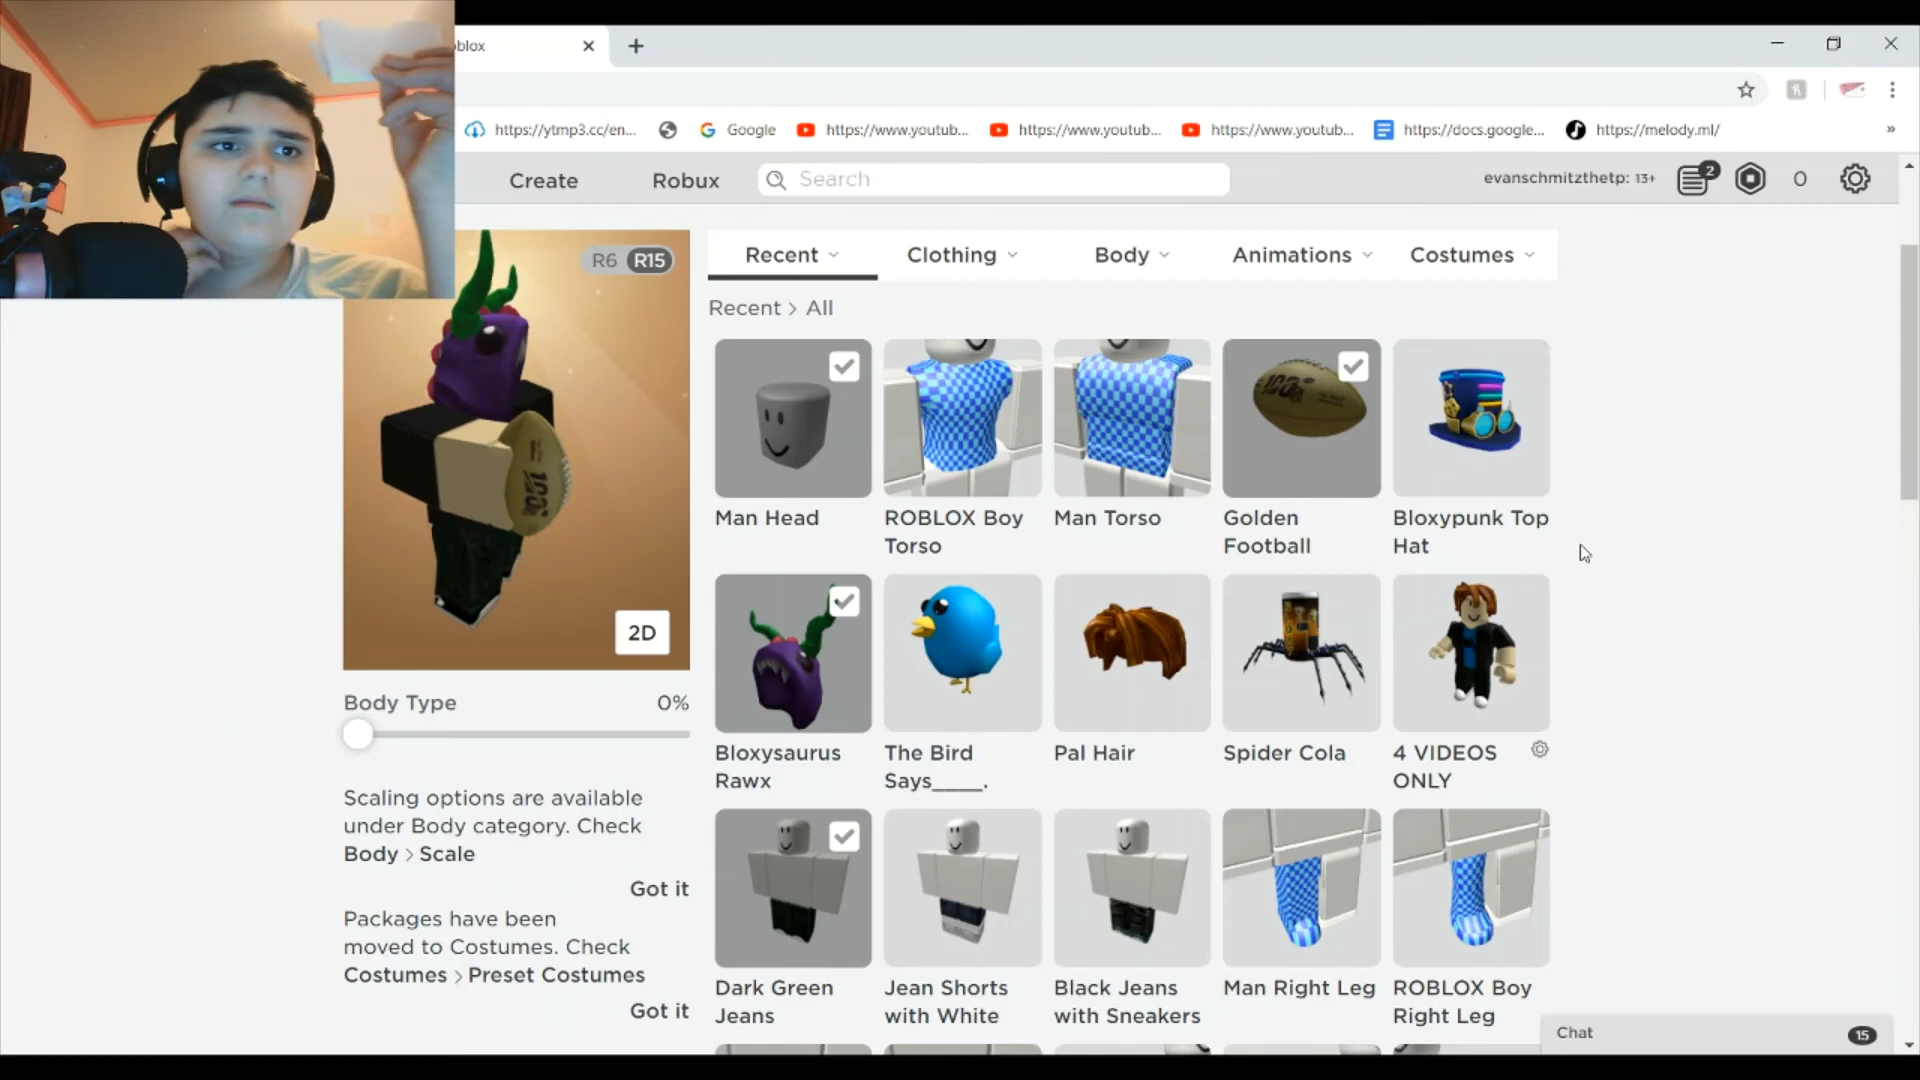 blox
https://ytmp3.cc/en...
Google
https://www.youtub...
https://www.youtub...
https://www.youtub...
https://docs.google...
https://melody.ml/
»
Create
Robux
Search
evanschmitzthetp: 13+
2
0
R6 R15
Recent
Clothing
Body
Animations
Costumes
Recent > All
Man Head
ROBLOX Boy
Torso
Man Torso
Golden
Football
Bloxypunk Top
Hat
100
2D
Body Type 0%
Bloxysaurus
Rawx
The Bird
Says____.
Pal Hair
Spider Cola
4 VIDEOS
ONLY
Scaling options are available
under Body category. Check
Body > Scale
Got it
Packages have been
moved to Costumes. Check
Costumes > Preset Costumes
Got it
Dark Green
Jeans
Jean Shorts
with White
Black Jeans
with Sneakers
Man Right Leg
ROBLOX Boy
Right Leg
Chat
15